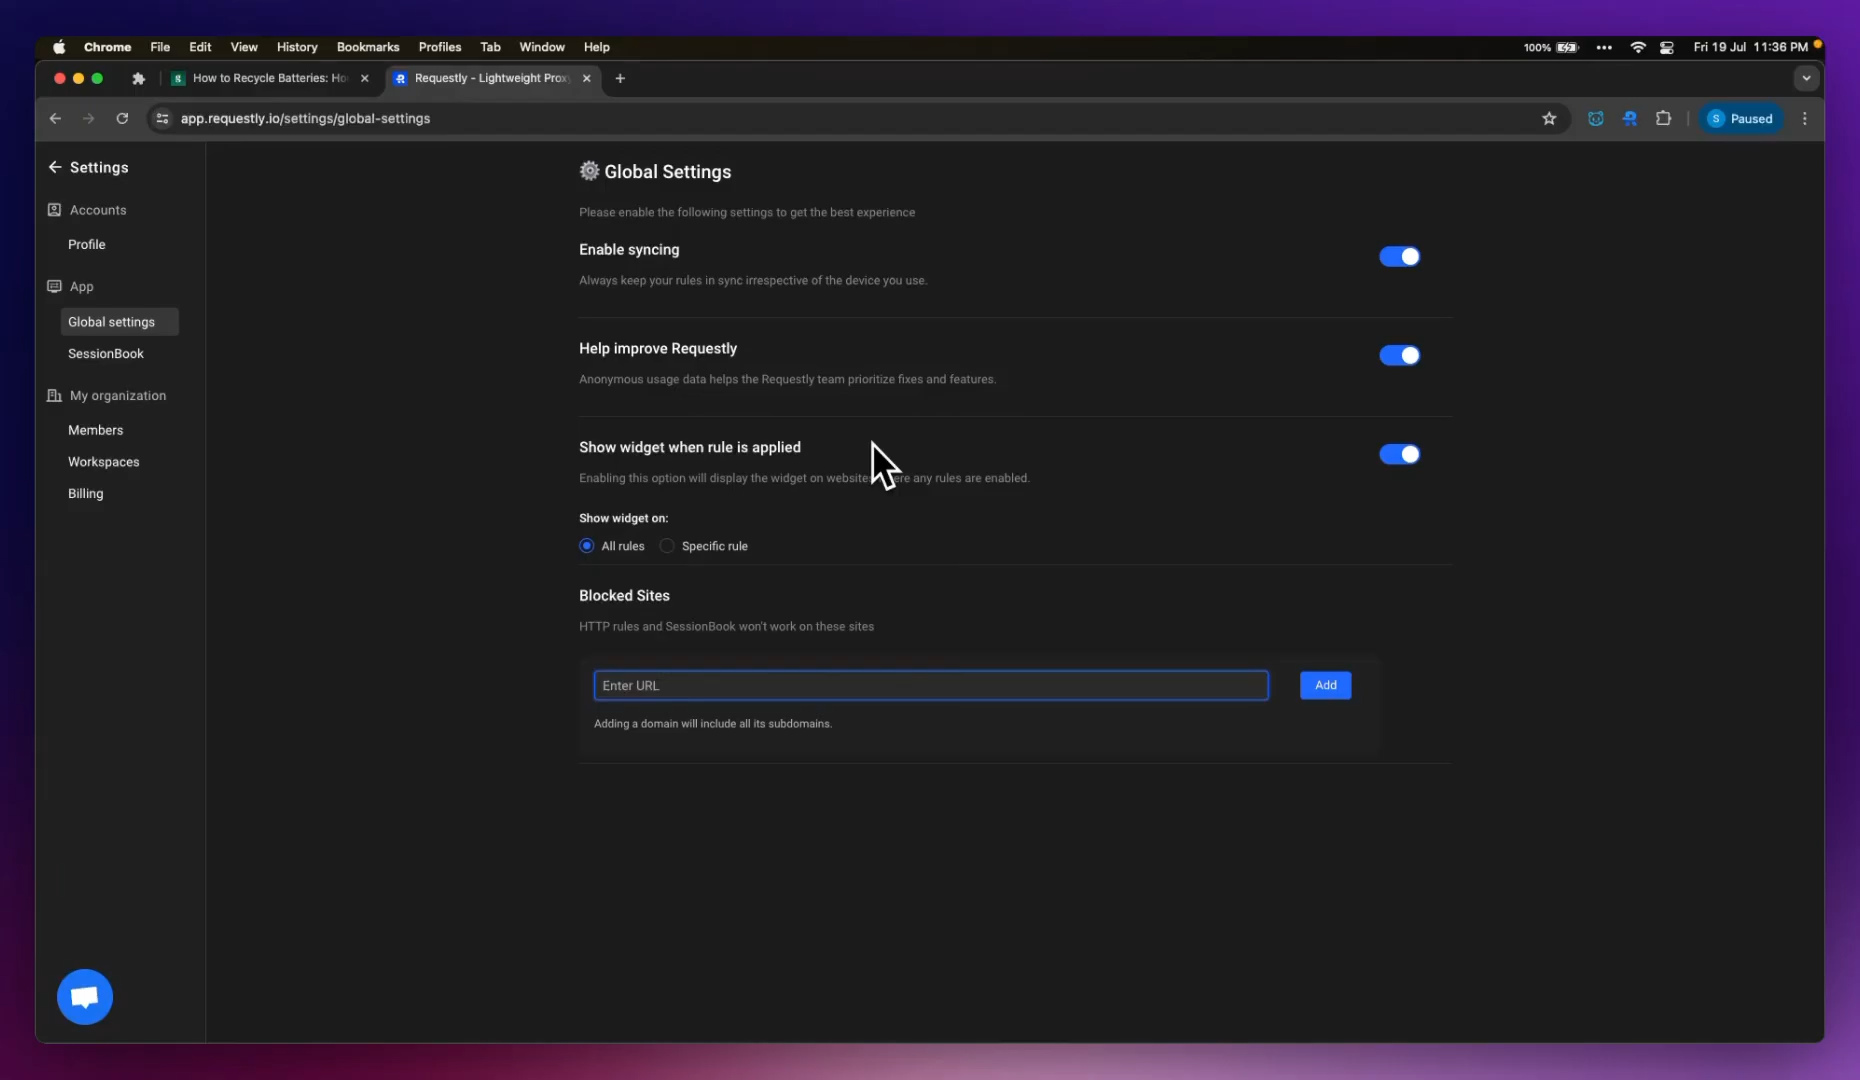 Chrome File Edit View History Bookmarks Profiles Tab Window Help 100% Fri 19 Jul 11:36 PM
How to Recycle Batteries: Ho Requestly - Lightweight Proxy
app.requestly.io/settings/global-settings S Paused
Settings
Accounts
Profile
App
Global settings
SessionBook
My organization
Members
Workspaces
Billing
Global Settings
Please enable the following settings to get the best experience
Enable syncing
Always keep your rules in sync irrespective of the device you use.
Help improve Requestly
Anonymous usage data helps the Requestly team prioritize fixes and features.
Show widget when rule is applied
Enabling this option will display the widget on website ere any rules are enabled.
Show widget on:
All rules Specific rule
Blocked Sites
HTTP rules and SessionBook won't work on these sites
Enter URL Add
Adding a domain will include all its subdomains.